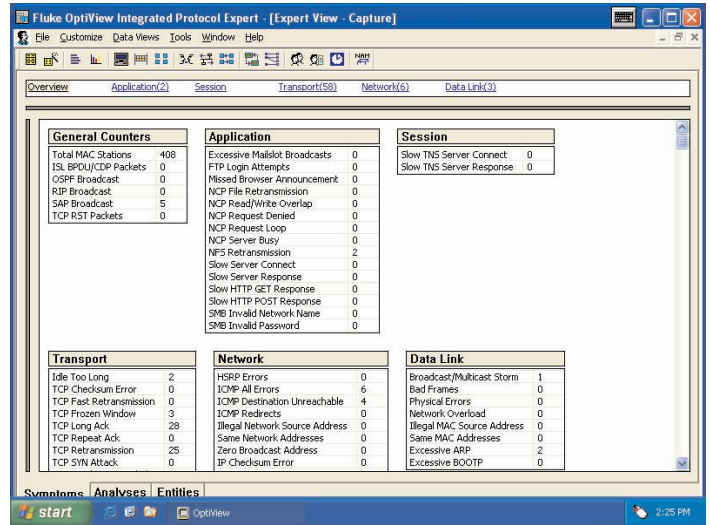 Fluke OptiView Integrated Protocol Expert - [Expert View - Capture]
File Customize Data Views Tools Window Help
NAM
Overview Application(2) Session Transport(58) Network(6) Data Link(3)
General Counters
Total MAC Stations 408
ISL BPDU/CDP Packets 0
OSPF Broadcast 0
RIP Broadcast 0
SAP Broadcast 5
TCP RST Packets 0
Application
Excessive Mailslot Broadcasts 0
FTP Login Attempts 0
Missed Browser Announcement 0
NCP File Retransmission 0
NCP Read/Write Overlap 0
NCP Request Denied 0
NCP Request Loop 0
NCP Server Busy 0
NFS Retransmission 2
Slow Server Connect 0
Slow Server Response 0
Slow HTTP GET Response 0
Slow HTTP POST Response 0
SMB Invalid Network Name 0
SMB Invalid Password 0
Session
Slow TNS Server Connect 0
Slow TNS Server Response 0
Transport
Idle Too Long 2
TCP Checksum Error 0
TCP Fast Retransmission 0
TCP Frozen Window 3
TCP Long Ack 28
TCP Repeat Ack 0
TCP Retransmission 25
TCP SYN Attack 0
Network
HSRP Errors 0
ICMP All Errors 6
ICMP Destination Unreachable 4
ICMP Redirects 0
Illegal Network Source Address 0
Same Network Addresses 0
Zero Broadcast Address 0
IP Checksum Error 0
Data Link
Broadcast/Multicast Storm 1
Bad Frames 0
Physical Errors 0
Network Overload 0
Illegal MAC Source Address 0
Same MAC Addresses 0
Excessive ARP 2
Excessive BOOTP 0
Symptoms Analyses Entities
start OptiView 2:25 PM